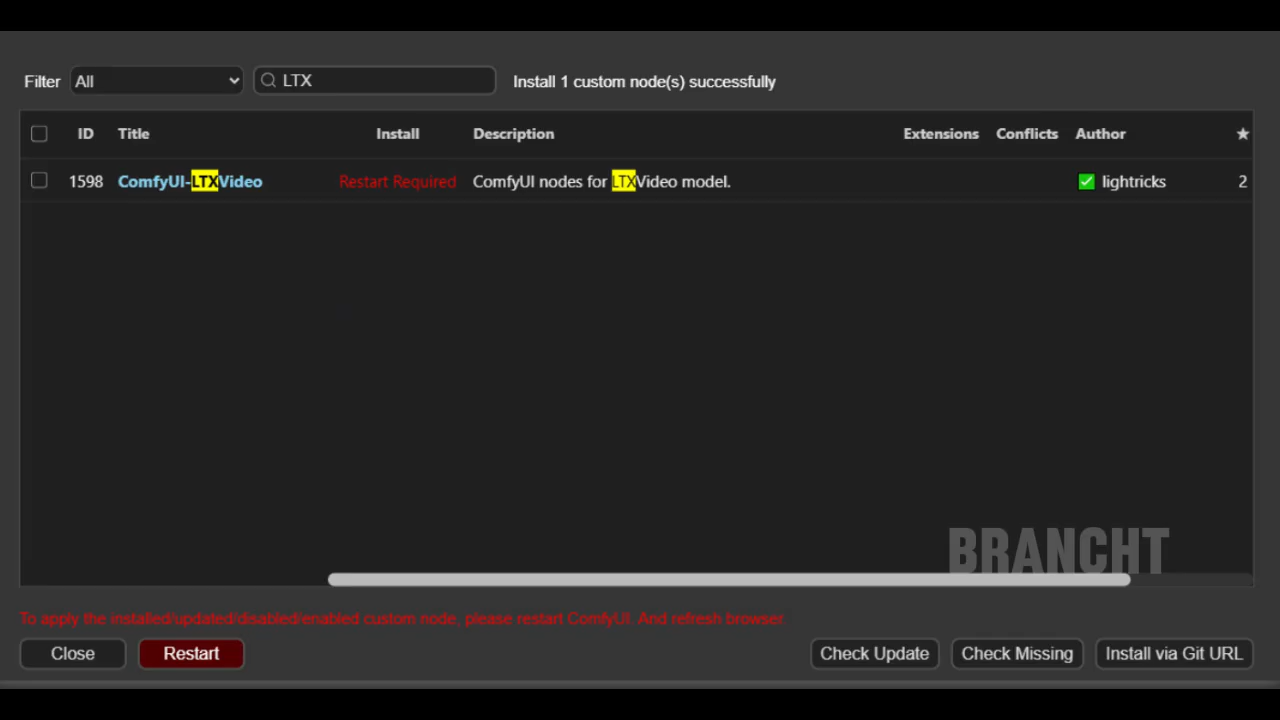 Filter All LTX Install 1 custom node(s) successfully
ID Title Install Description Extensions Conflicts Author ★
1598 ComfyUI-LTXVideo Restart Required ComfyUI nodes for LTXVideo model. ✅ lightricks 2
BRANCHT
To apply the installed/updated/disabled/enabled custom node, please restart ComfyUI. And refresh browser
Close Restart Check Update Check Missing Install via Git URL